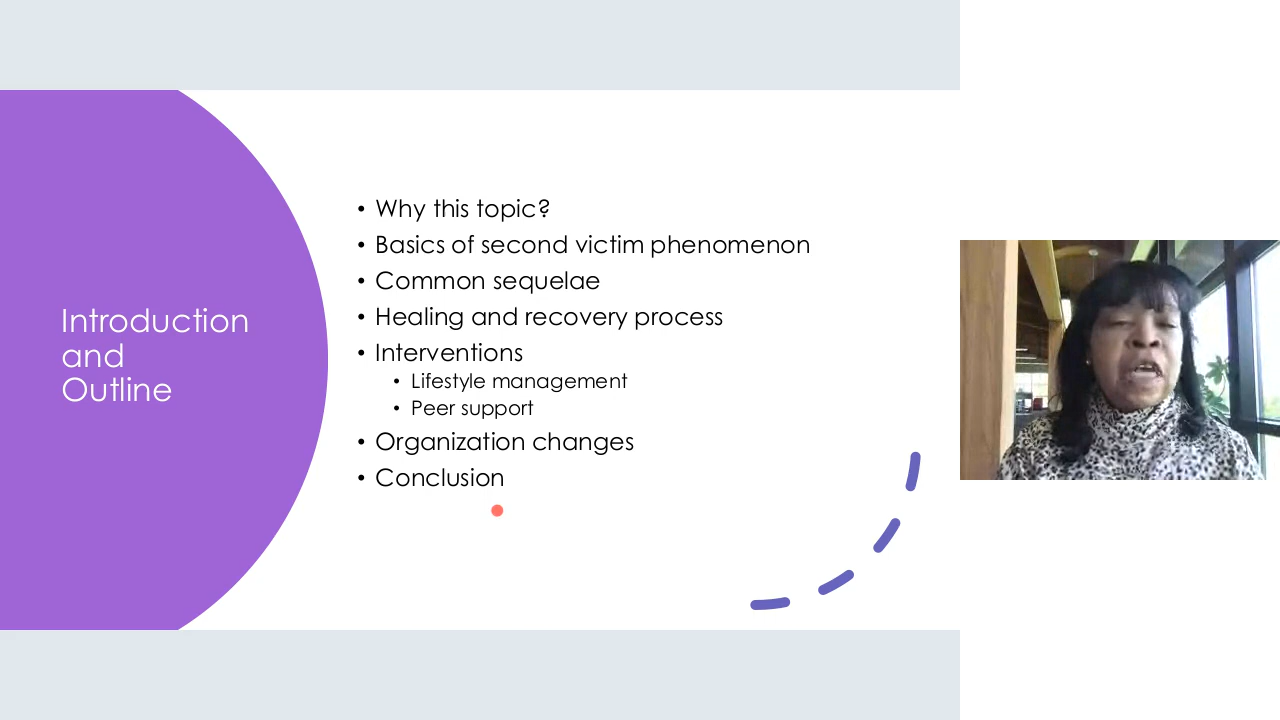 Introduction
and
Outline
• Why this topic?
• Basics of second victim phenomenon
• Common sequelae
• Healing and recovery process
• Interventions
• Lifestyle management
• Peer support
• Organization changes
• Conclusion